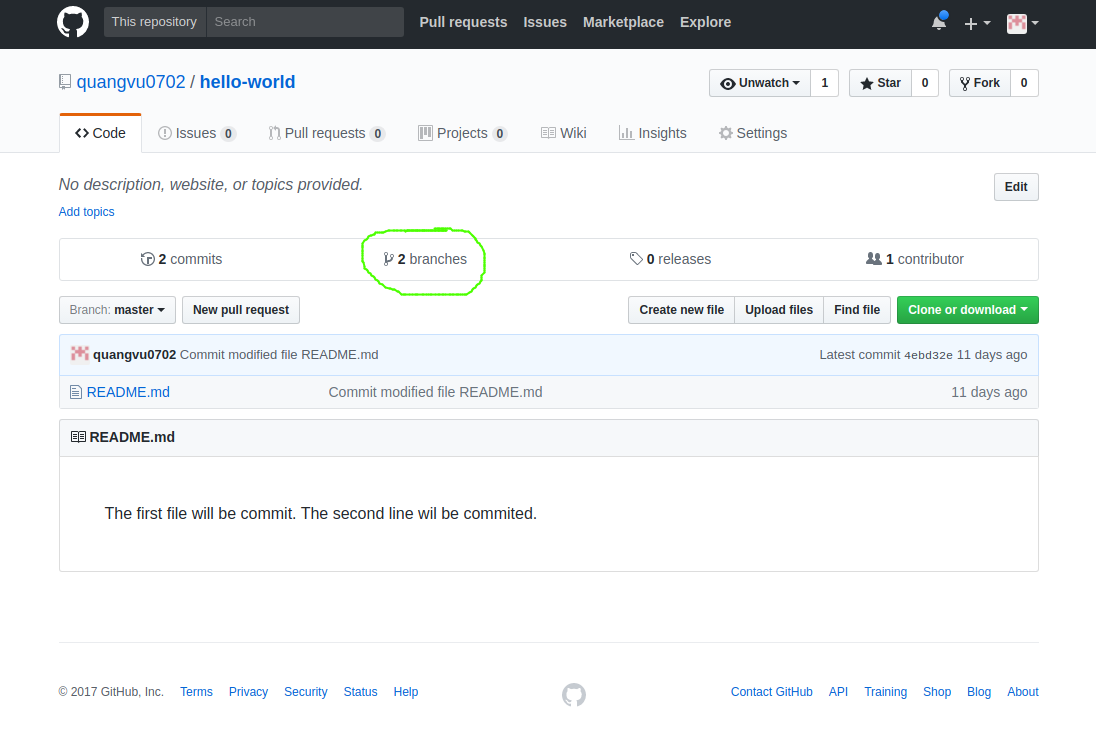 This repository Search Pull requests Issues Marketplace Explore
quangvu0702 / hello-world Unwatch 1 Star 0 Fork 0
Code Issues 0 Pull requests 0 Projects 0 Wiki Insights Settings
No description, website, or topics provided. Edit
Add topics
2 commits 2 branches 0 releases 1 contributor
Branch: master New pull request Create new file Upload files Find file Clone or download
quangvu0702 Commit modified file README.md Latest commit 4ebd32e 11 days ago
README.md Commit modified file README.md 11 days ago
README.md
The first file will be commit. The second line wil be commited.
© 2017 GitHub, Inc. Terms Privacy Security Status Help Contact GitHub API Training Shop Blog About